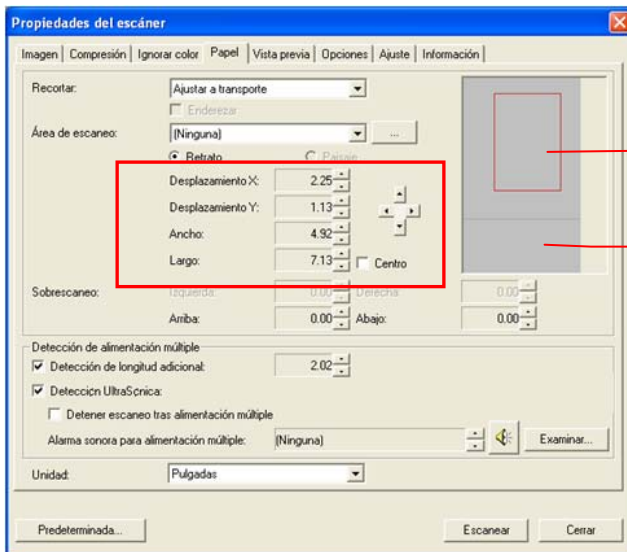 Propiedades del escáner
Imagen Compresión Ignorar color Papel Vista previa Opciones Ajuste Información
Recortar: Ajustar a transporte
Enderezar
Área de escaneo: (Ninguna) ...
Retrato Paisaje
Desplazamiento X: 2.25
Desplazamiento Y: 1.13
Ancho: 4.92
Largo: 7.13 Centro
Sobrescaneo: Izquierda: 0.00 Derecha: 0.00
Arriba: 0.00 Abajo: 0.00
Detección de alimentación múltiple
Detección de longitud adicional: 2.02
Detección UltraSónica:
Detener escaneo tras alimentación múltiple
Alarma sonora para alimentación múltiple: (Ninguna) Examinar...
Unidad: Pulgadas
Predeterminada... Escanear Cerrar